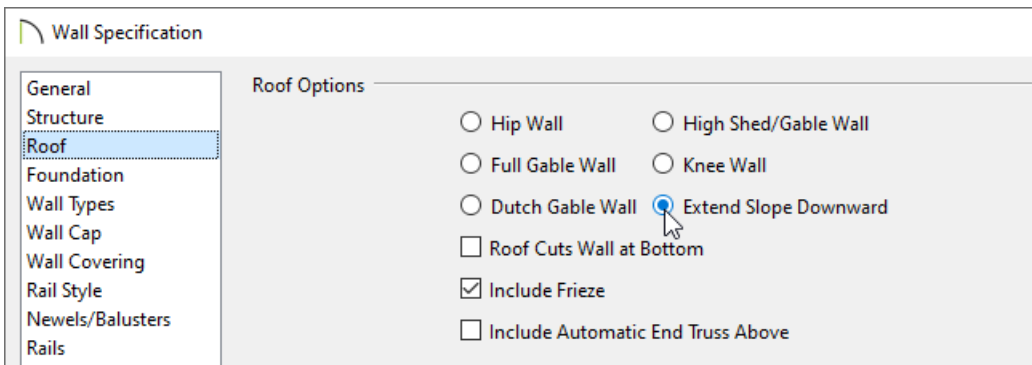 Wall Specification
General
Structure
Roof
Foundation
Wall Types
Wall Cap
Wall Covering
Rail Style
Newels/Balusters
Rails
Roof Options
Hip Wall
High Shed/Gable Wall
Full Gable Wall
Knee Wall
Dutch Gable Wall
Extend Slope Downward
Roof Cuts Wall at Bottom
Include Frieze
Include Automatic End Truss Above